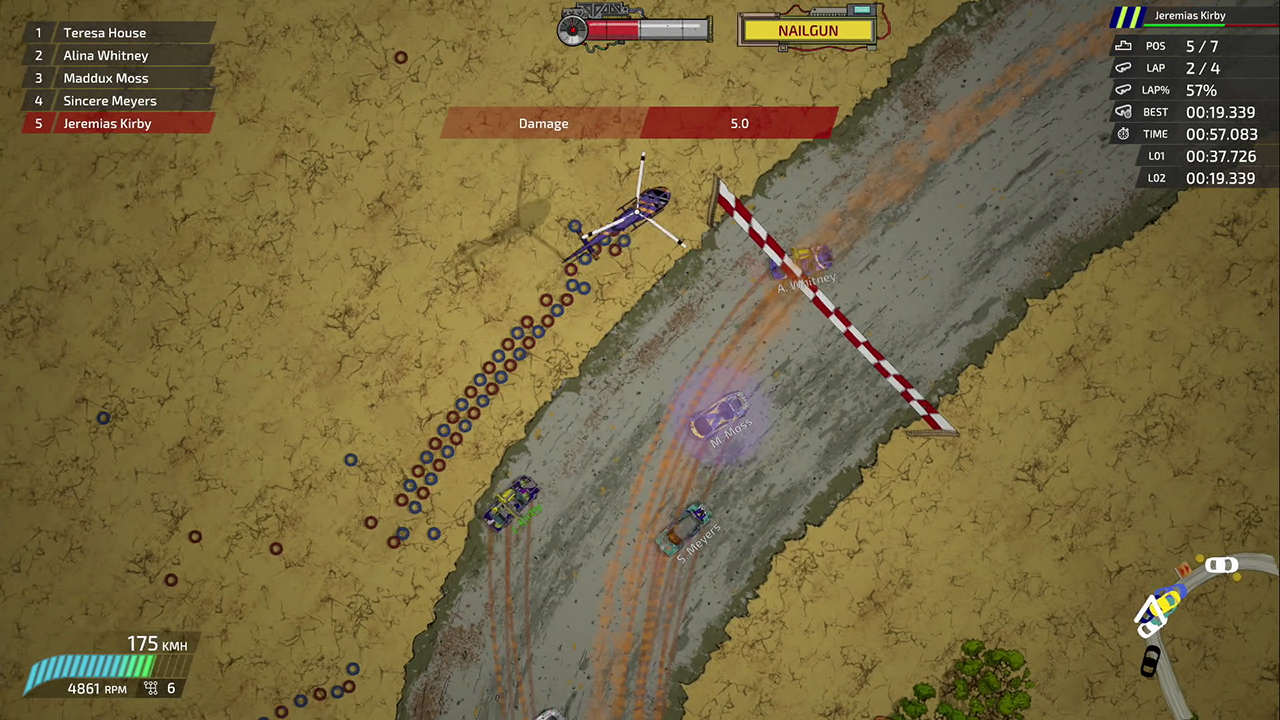 1 Teresa House
2 Alina Whitney
3 Maddux Moss
4 Sincere Meyers
5 Jeremias Kirby
NAILGUN
Damage 5.0
Jeremias Kirby
POS 5 / 7
LAP 2 / 4
LAP% 57%
BEST 00:19.339
TIME 00:57.083
L01 00:37.726
L02 00:19.339
A. Whitney
M. Moss
S. Meyers
175 KMH
4861 RPM 6